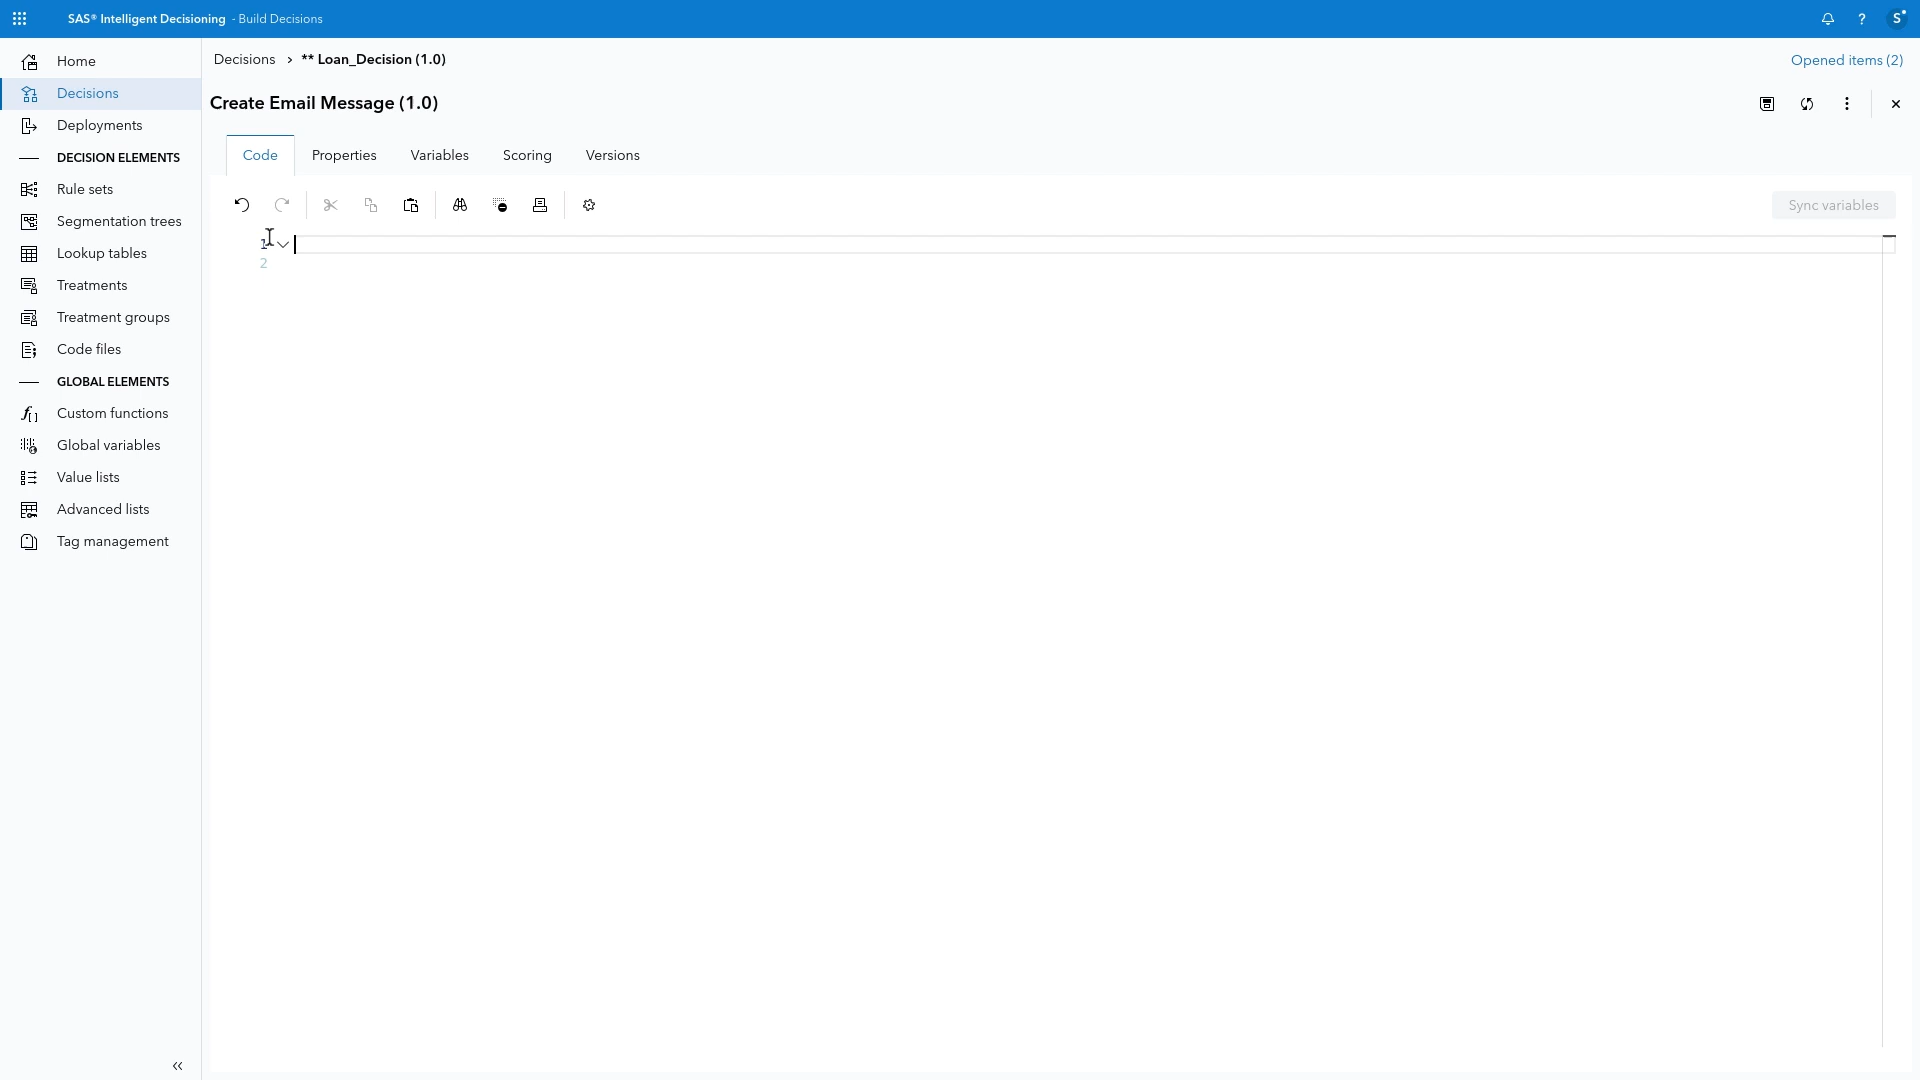 SAS® Intelligent Decisioning - Build Decisions
?
S
Home
Decisions
Deployments
DECISION ELEMENTS
Rule sets
Segmentation trees
Lookup tables
Treatments
Treatment groups
Code files
GLOBAL ELEMENTS
Custom functions
Global variables
Value lists
Advanced lists
Tag management
Decisions > ** Loan_Decision (1.0)
Opened items (2)
Create Email Message (1.0)
Code Properties Variables Scoring Versions
Sync variables
1
2